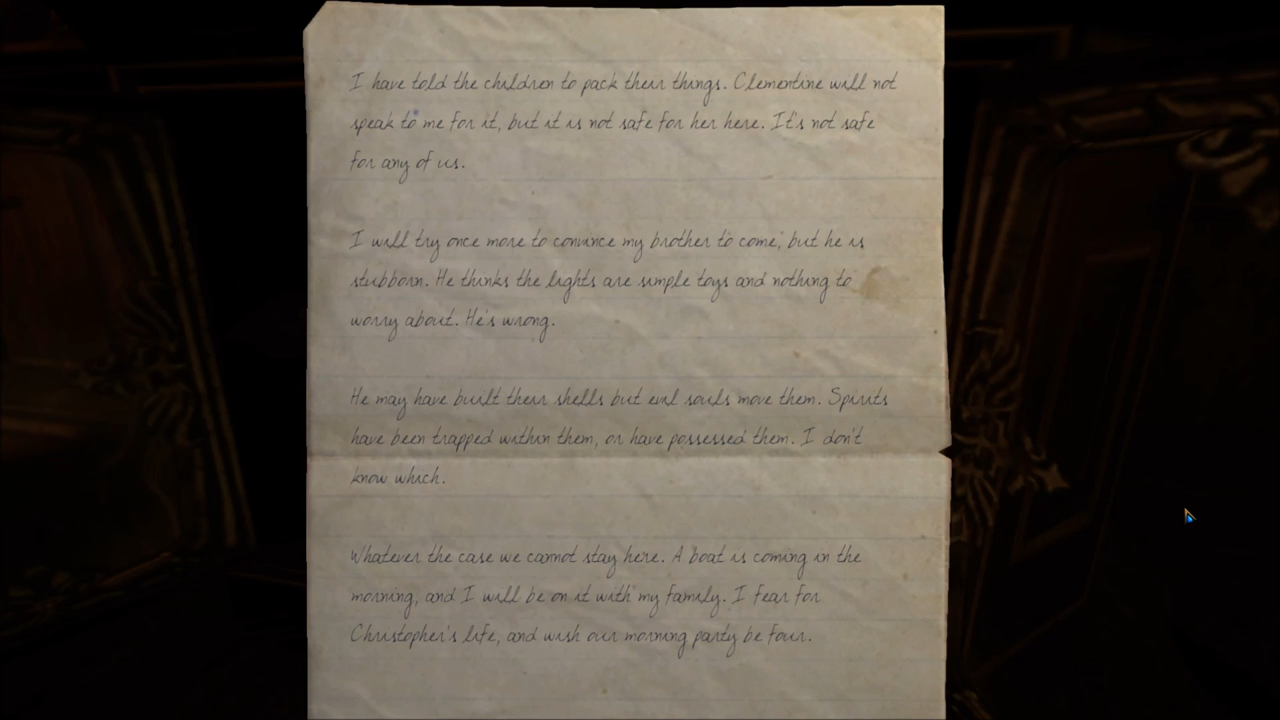 I have told the children to pack their things. Clementine will not
speak to me for it, but it is not safe for her here. It's not safe
for any of us.
I will try once more to convince my brother to come, but he is
stubborn. He thinks the lights are simple toys and nothing to
worry about. He's wrong.
He may have built their shells but evil souls move them. Spirits
have been trapped within them, or have possessed them. I don't
know which.
Whatever the case we cannot stay here. A boat is coming in the
morning, and I will be on it with my family. I fear for
Christopher's life, and wish our morning party be four.